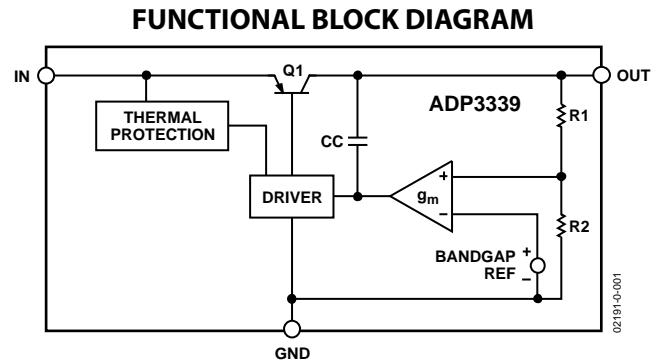 FUNCTIONAL BLOCK DIAGRAM
IN
Q1
OUT
THERMAL
PROTECTION
ADP3339
R1
CC
DRIVER
gm
+
−
R2
BANDGAP
REF
+
−
GND
02191-0-001